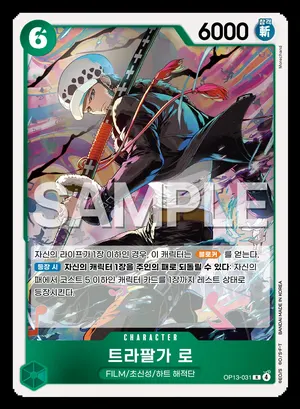 6
6000
참격
斬
SAMPLE
자신의 라이프가 1장 이하인 경우, 이 캐릭터는 블로커 를 얻는다.
등장 시 자신의 캐릭터 1장을 주인의 패로 되돌릴 수 있다: 자신의
패에서 코스트 5 이하인 캐릭터 카드를 1장까지 레스트 상태로
등장시킨다.
CHARACTER
트라팔가 로
FILM/초신성/하트 해적단
OP13-031 R 4